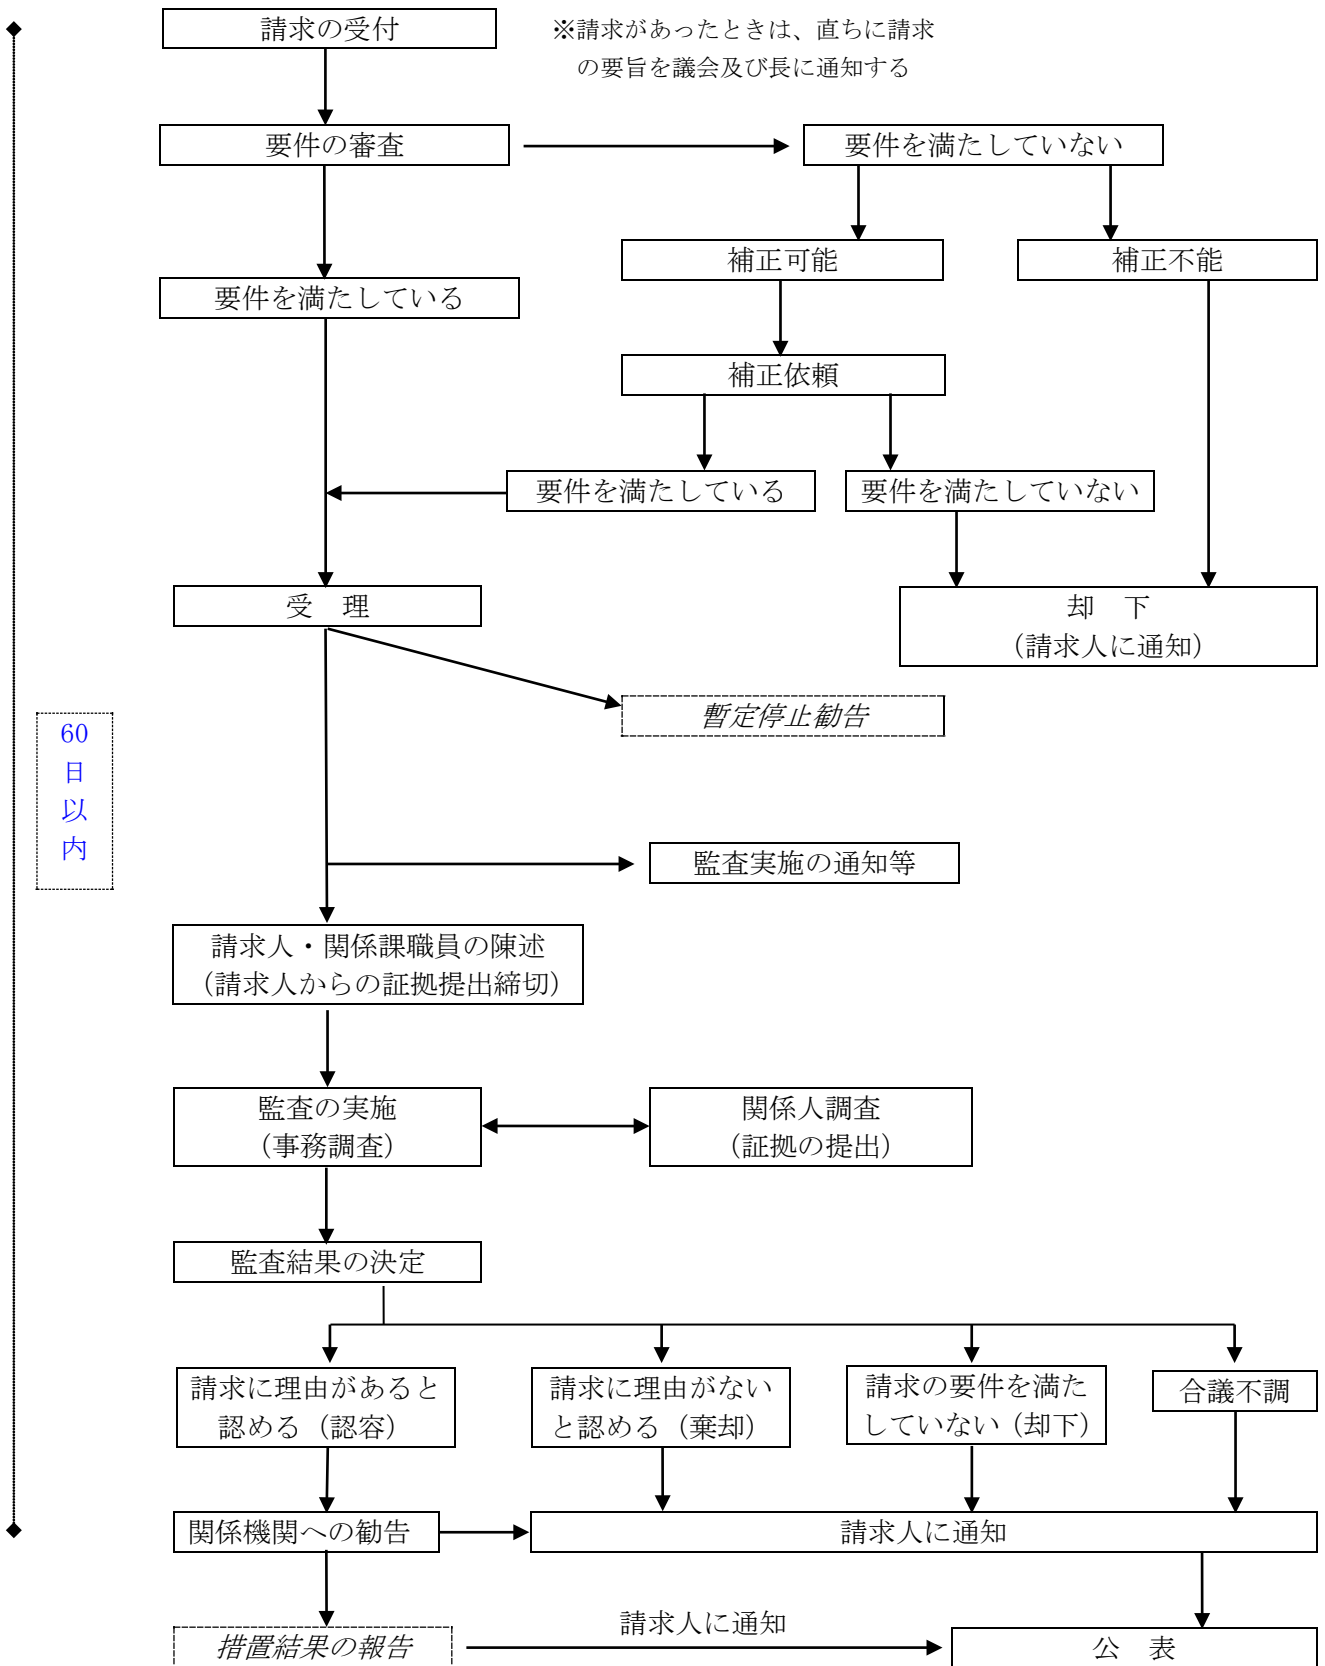 請求の受付
※請求があったときは、直ちに請求
の要旨を議会及び長に通知する
要件の審査
要件を満たしていない
補正可能
補正不能
要件を満たしている
補正依頼
要件を満たしている
要件を満たしていない
受　理
却　下
（請求人に通知）
暫定停止勧告
60
日
以
内
監査実施の通知等
請求人・関係課職員の陳述
（請求人からの証拠提出締切）
監査の実施
（事務調査）
関係人調査
（証拠の提出）
監査結果の決定
請求に理由があると
認める（認容）
請求に理由がない
と認める（棄却）
請求の要件を満た
していない（却下）
合議不調
関係機関への勧告
請求人に通知
請求人に通知
措置結果の報告
公　表